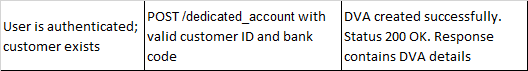 User is authenticated;
customer exists
POST /dedicated_account with
valid customer ID and bank
code
DVA created successfully.
Status 200 OK. Response
contains DVA details